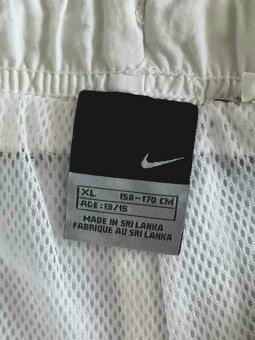 XL 158-170 CM
AGE: 13/15
MADE IN SRI LANKA
FABRIQUE AU SRI LANKA